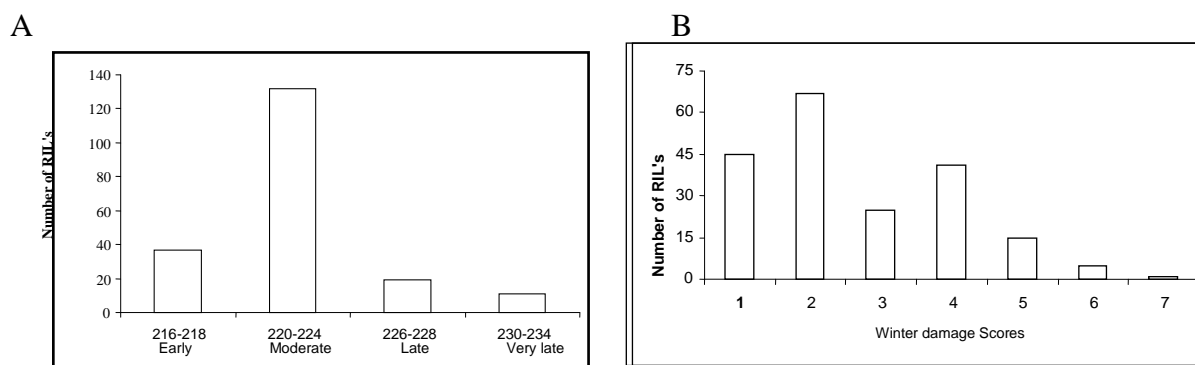 A
Number of RIL's
140
120
100
80
60
40
20
0
216-218 220-224 226-228 230-234
Early Moderate Late Very late
B
Number of RIL's
75
60
45
30
15
0
1 2 3 4 5 6 7
Winter damage Scores